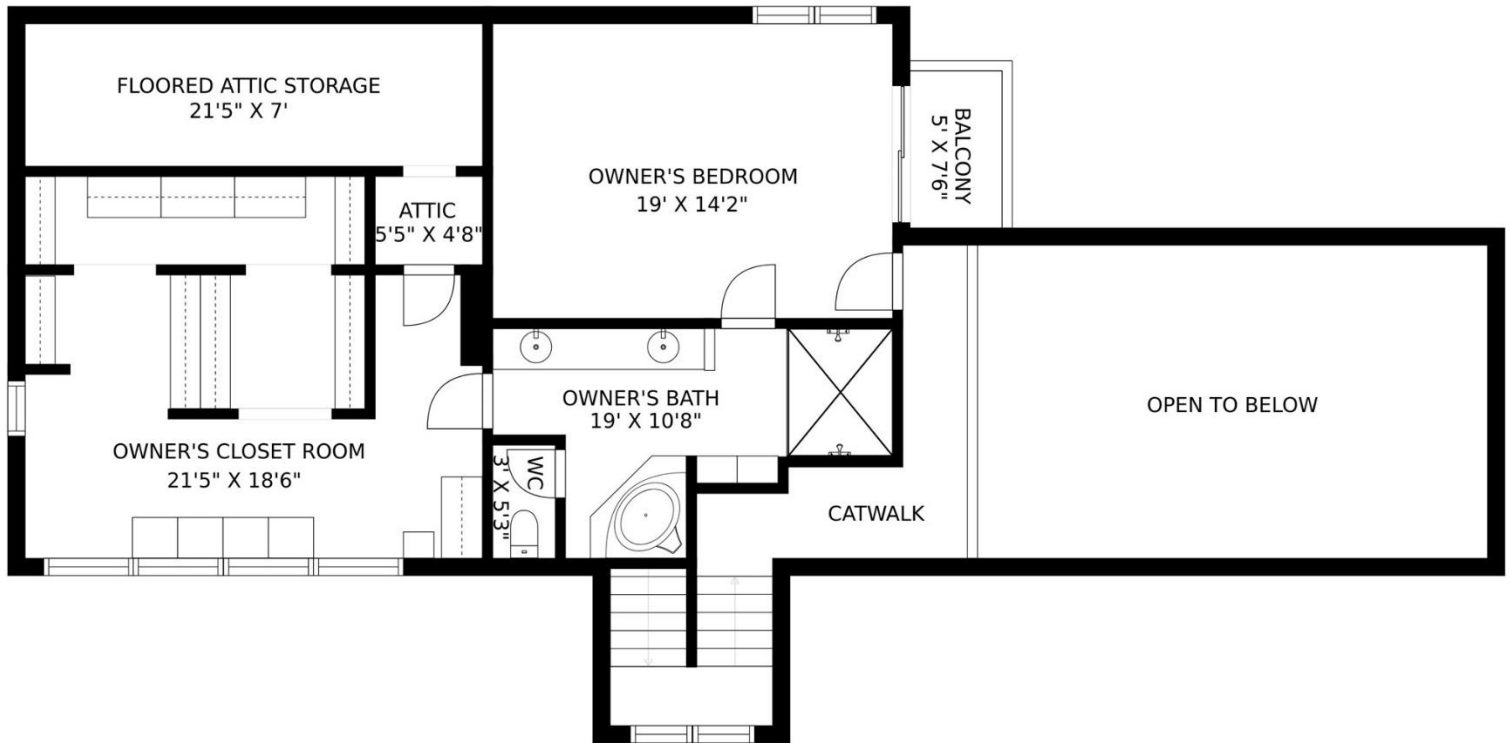 FLOORED ATTIC STORAGE
21'5" X 7'
OWNER'S BEDROOM
19' X 14'2"
BALCONY
5' X 7'6"
ATTIC
5'5" X 4'8"
OWNER'S BATH
19' X 10'8"
OPEN TO BELOW
OWNER'S CLOSET ROOM
21'5" X 18'6"
WC
3' X 5'3"
CATWALK